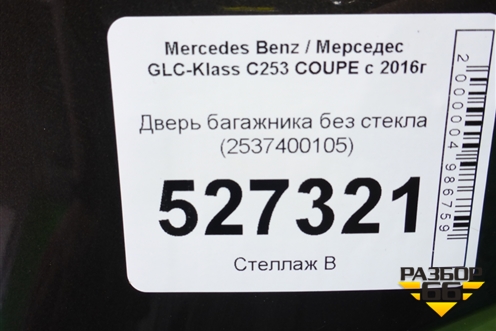 Mercedes Benz / Мерседес
GLC-Klass C253 COUPE с 2016г
Дверь багажника без стекла
(2537400105)
527321
Стеллаж В
2000004986759
РАЗБОР
66